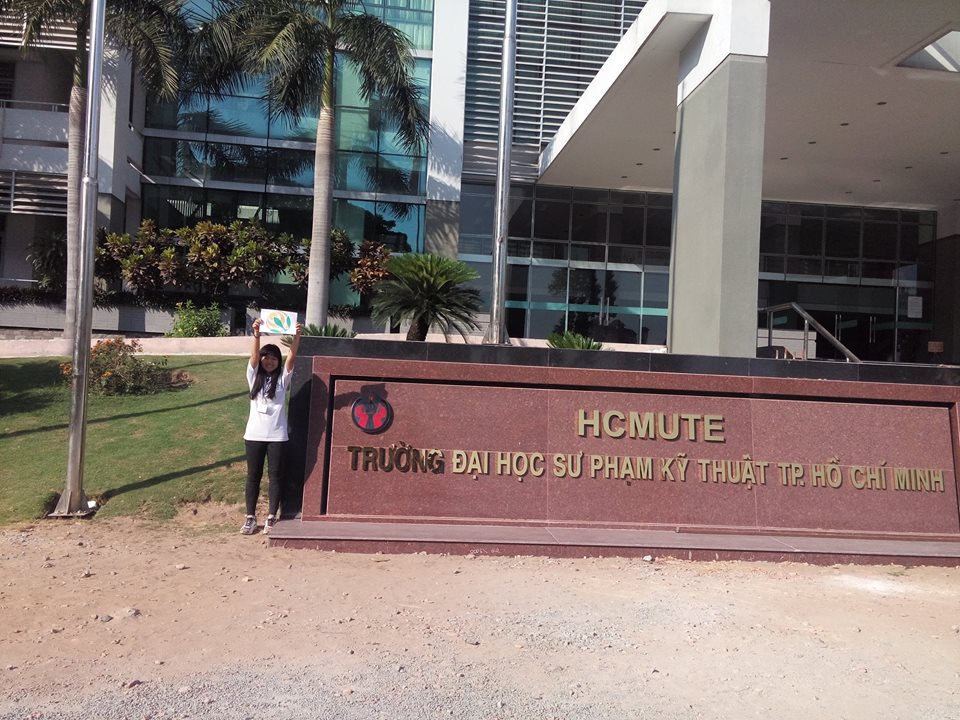 HCMUTE
TRƯỜNG ĐẠI HỌC SƯ PHẠM KỸ THUẬT TP. HỒ CHÍ MINH